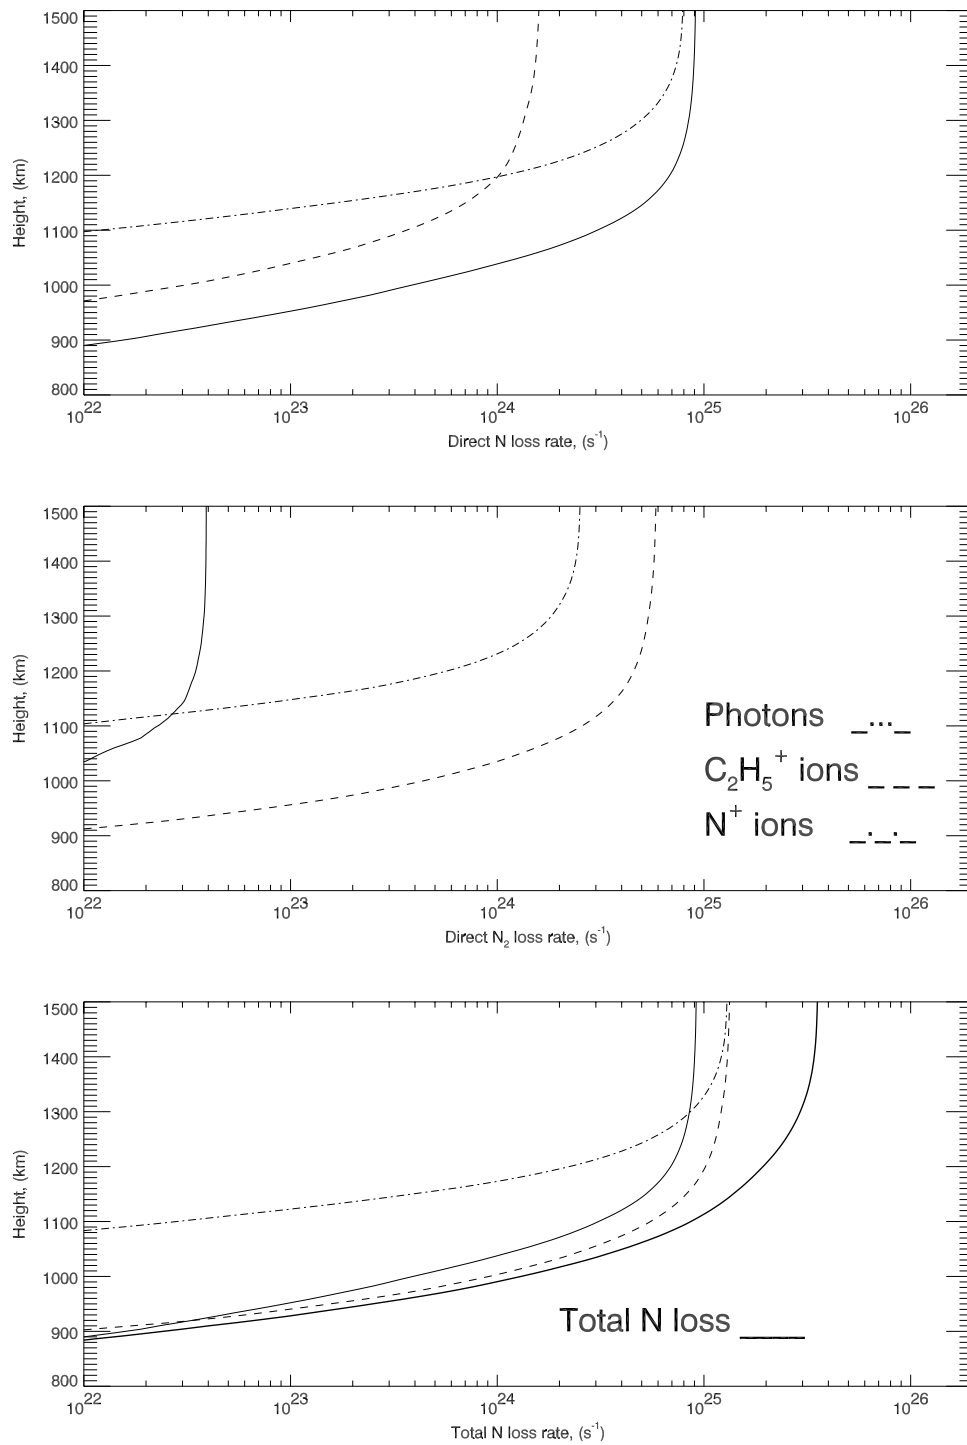 1500
1400
1300
1200
1100
1000
900
800
Height, (km)
10^22 10^23 10^24 10^25 10^26
Direct N loss rate, (s^-1)
1500
1400
1300
1200
1100
1000
900
800
Height, (km)
Photons
C2H5^+ ions
N^+ ions
10^22 10^23 10^24 10^25 10^26
Direct N2 loss rate, (s^-1)
1500
1400
1300
1200
1100
1000
900
800
Height, (km)
Total N loss
10^22 10^23 10^24 10^25 10^26
Total N loss rate, (s^-1)